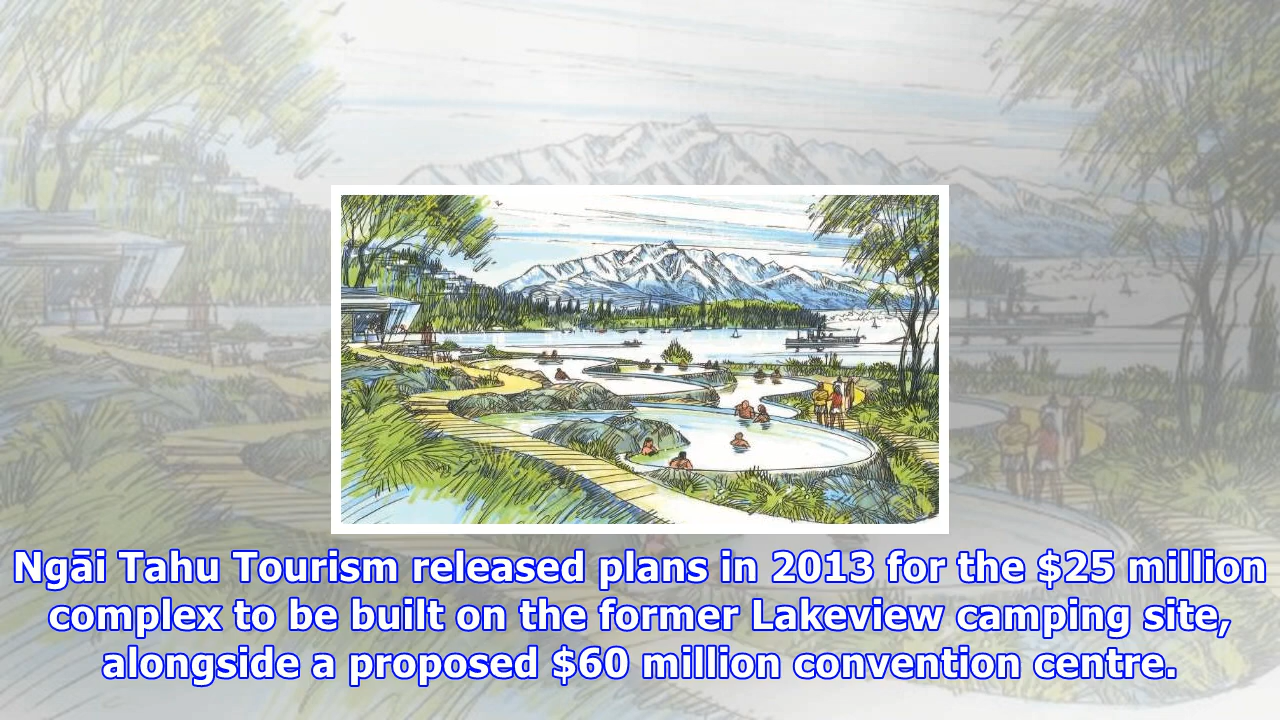 Ngāi Tahu Tourism released plans in 2013 for the $25 million
complex to be built on the former Lakeview camping site,
alongside a proposed $60 million convention centre.